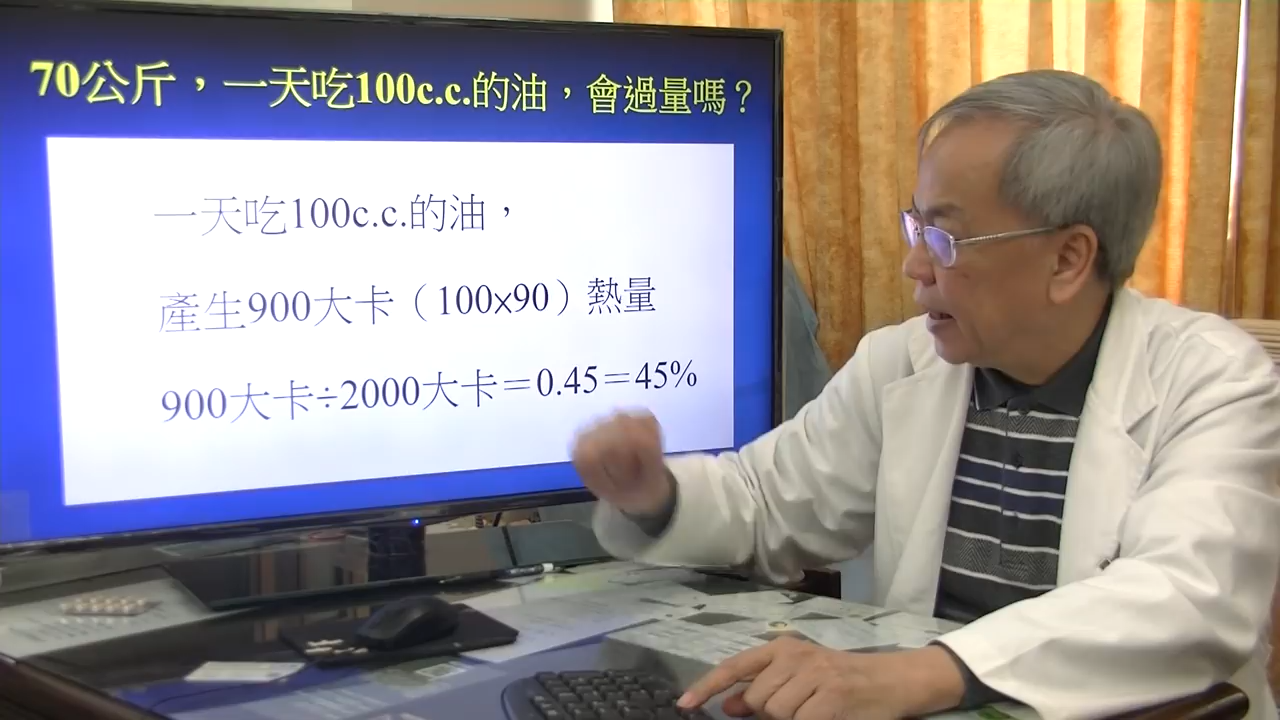 70公斤，一天吃100c.c.的油，會過量嗎？
一天吃100c.c.的油，
產生900大卡（100x90）熱量
900大卡÷2000大卡＝0.45＝45%